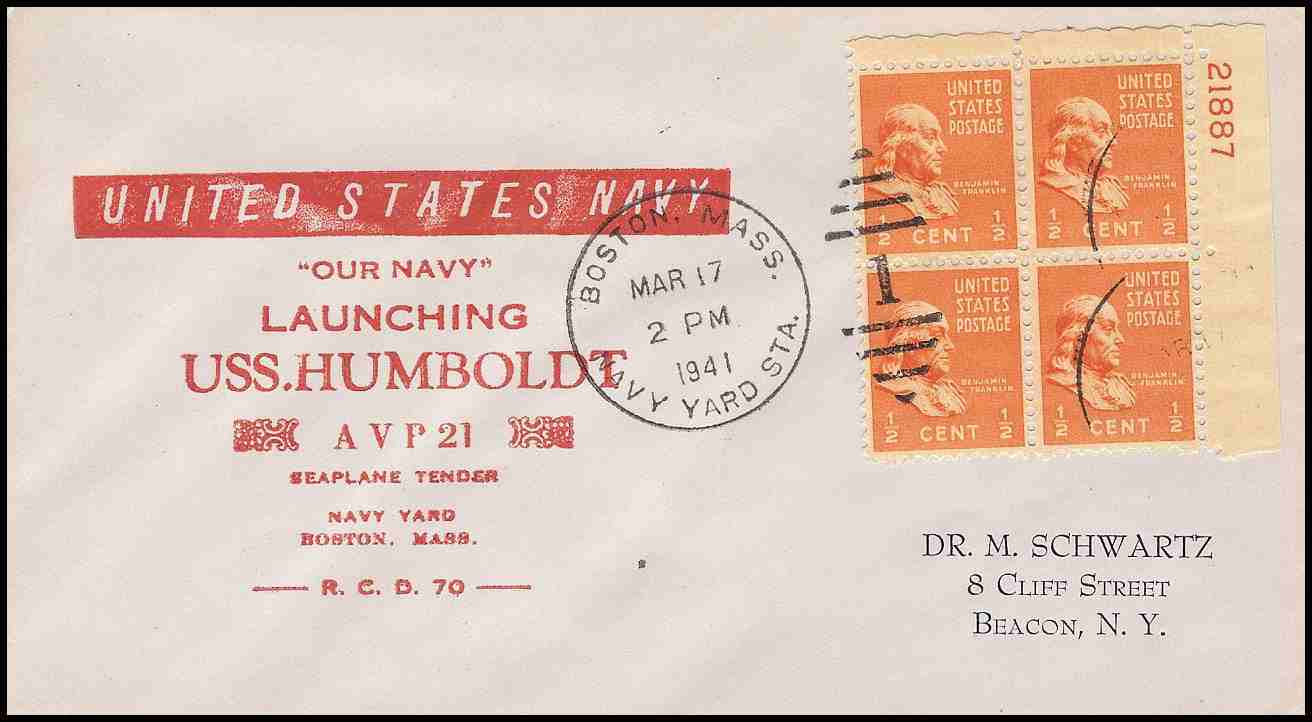 UNITED STATES NAVY
"OUR NAVY"
LAUNCHING
USS.HUMBOLDT
AVP21
SEAPLANE TENDER
NAVY YARD
BOSTON, MASS.
R. C. D. 70
BOSTON, MASS.
MAR 17
2 PM
1941
NAVY YARD STA.
1
UNITED
STATES
POSTAGE
BENJAMIN
FRANKLIN
1/2 CENT 1/2
UNITED
STATES
POSTAGE
BENJAMIN
FRANKLIN
1/2 CENT 1/2
UNITED
STATES
POSTAGE
BENJAMIN
FRANKLIN
1/2 CENT 1/2
UNITED
STATES
POSTAGE
BENJAMIN
FRANKLIN
1/2 CENT 1/2
21887
DR. M. SCHWARTZ
8 CLIFF STREET
BEACON, N. Y.